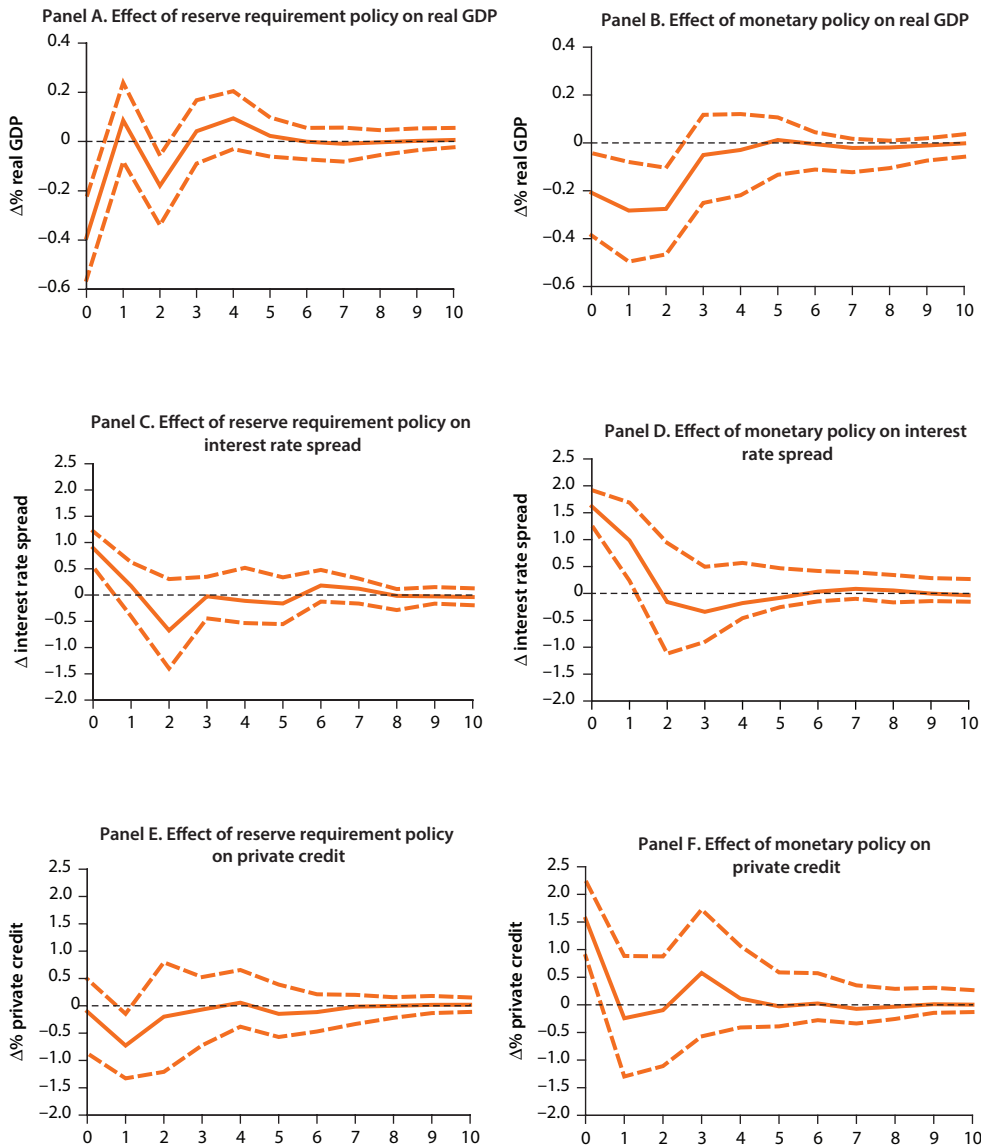 Panel A. Effect of reserve requirement policy on real GDP
Δ% real GDP
0.4
0.2
0
–0.2
–0.4
–0.6
0 1 2 3 4 5 6 7 8 9 10
Panel B. Effect of monetary policy on real GDP
Δ% real GDP
0.4
0.2
0
–0.2
–0.4
–0.6
0 1 2 3 4 5 6 7 8 9 10
Panel C. Effect of reserve requirement policy on
interest rate spread
Δ interest rate spread
2.5
2.0
1.5
1.0
0.5
0
–0.5
–1.0
–1.5
–2.0
0 1 2 3 4 5 6 7 8 9 10
Panel D. Effect of monetary policy on interest
rate spread
Δ interest rate spread
2.5
2.0
1.5
1.0
0.5
0
–0.5
–1.0
–1.5
–2.0
0 1 2 3 4 5 6 7 8 9 10
Panel E. Effect of reserve requirement policy
on private credit
Δ% private credit
2.5
2.0
1.5
1.0
0.5
0
–0.5
–1.0
–1.5
–2.0
0 1 2 3 4 5 6 7 8 9 10
Panel F. Effect of monetary policy on
private credit
Δ% private credit
2.5
2.0
1.5
1.0
0.5
0
–0.5
–1.0
–1.5
–2.0
0 1 2 3 4 5 6 7 8 9 10